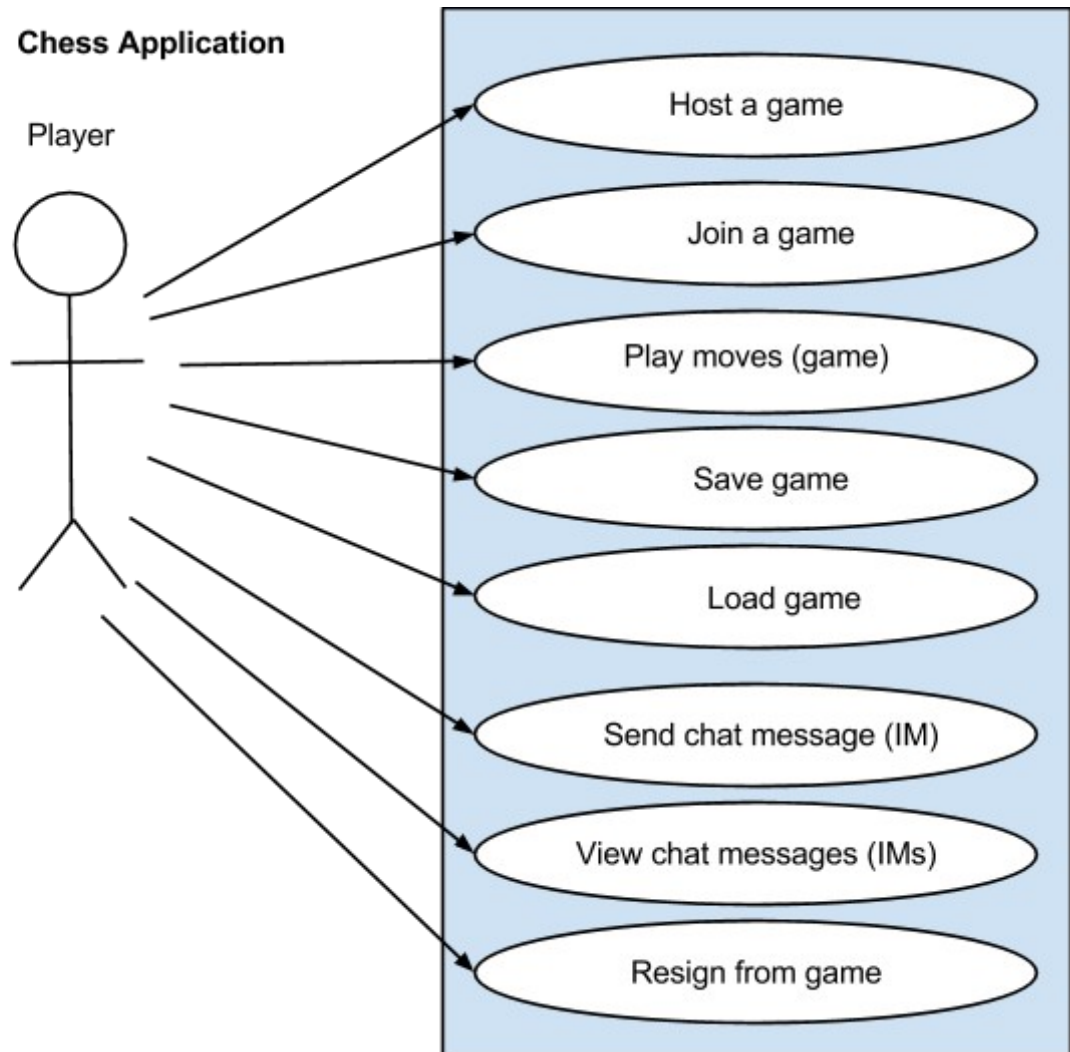 Chess Application
Player
Host a game
Join a game
Play moves (game)
Save game
Load game
Send chat message (IM)
View chat messages (IMs)
Resign from game